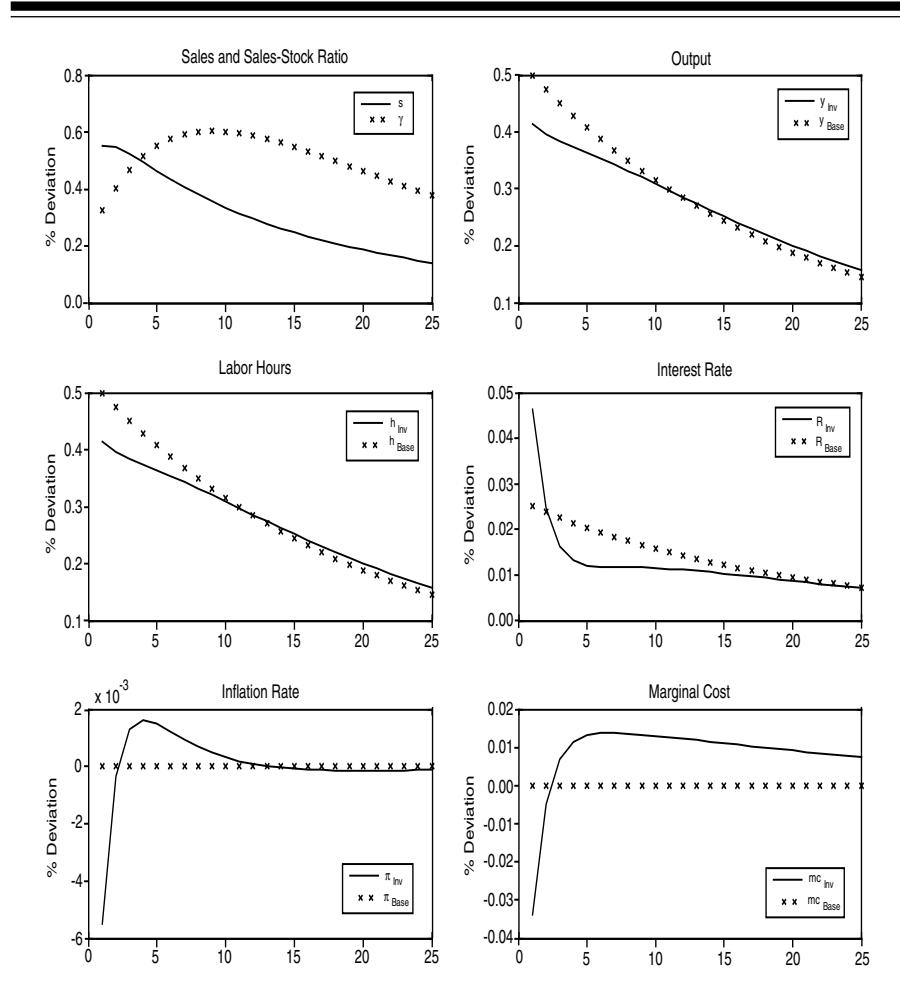 Sales and Sales-Stock Ratio
% Deviation
0.8
0.6
0.4
0.2
0.0
0 5 10 15 20 25
s
γ
Output
% Deviation
0.5
0.4
0.3
0.2
0.1
0 5 10 15 20 25
y Inv
y Base
Labor Hours
% Deviation
0.5
0.4
0.3
0.2
0.1
0 5 10 15 20 25
h Inv
h Base
Interest Rate
% Deviation
0.05
0.04
0.03
0.02
0.01
0.00
0 5 10 15 20 25
R Inv
R Base
Inflation Rate
x 10-3
% Deviation
2
0
-2
-4
-6
0 5 10 15 20 25
π Inv
π Base
Marginal Cost
% Deviation
0.02
0.01
0.00
-0.01
-0.02
-0.03
-0.04
0 5 10 15 20 25
mc Inv
mc Base